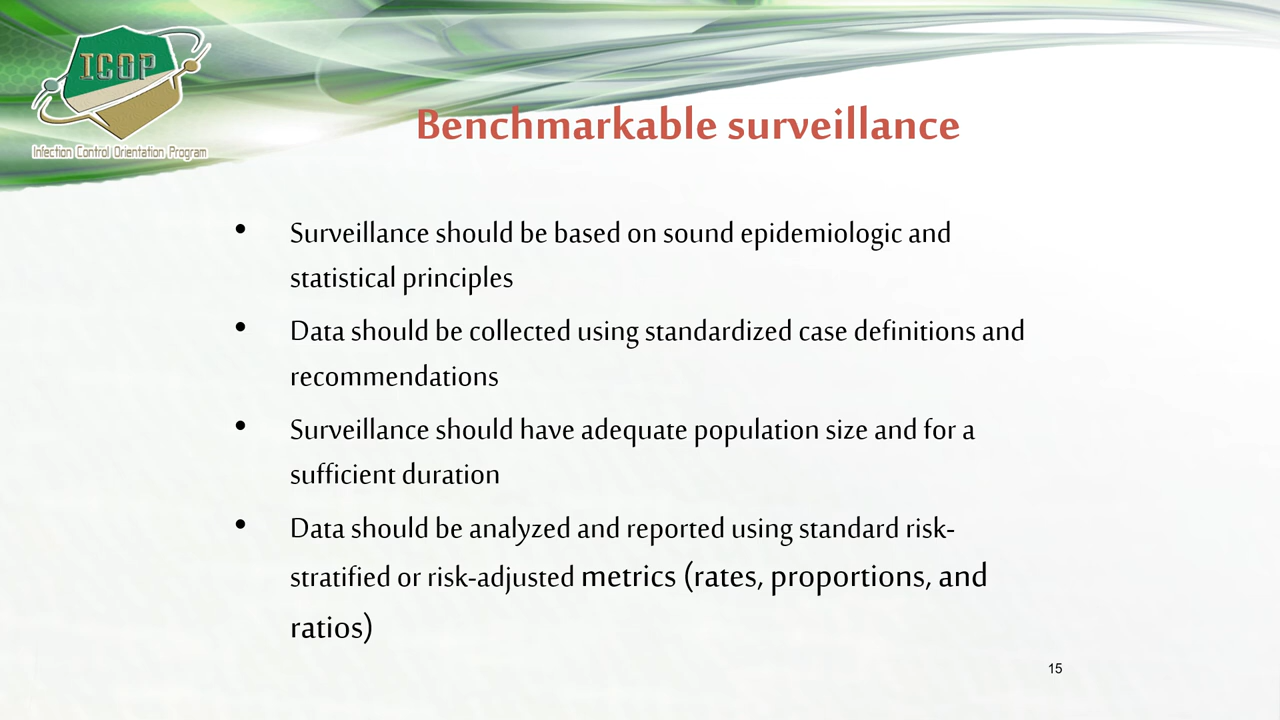 ICOP
Infection Control Orientation Program
Benchmarkable surveillance
• Surveillance should be based on sound epidemiologic and
statistical principles
• Data should be collected using standardized case definitions and
recommendations
• Surveillance should have adequate population size and for a
sufficient duration
• Data should be analyzed and reported using standard risk-
stratified or risk-adjusted metrics (rates, proportions, and
ratios)
15